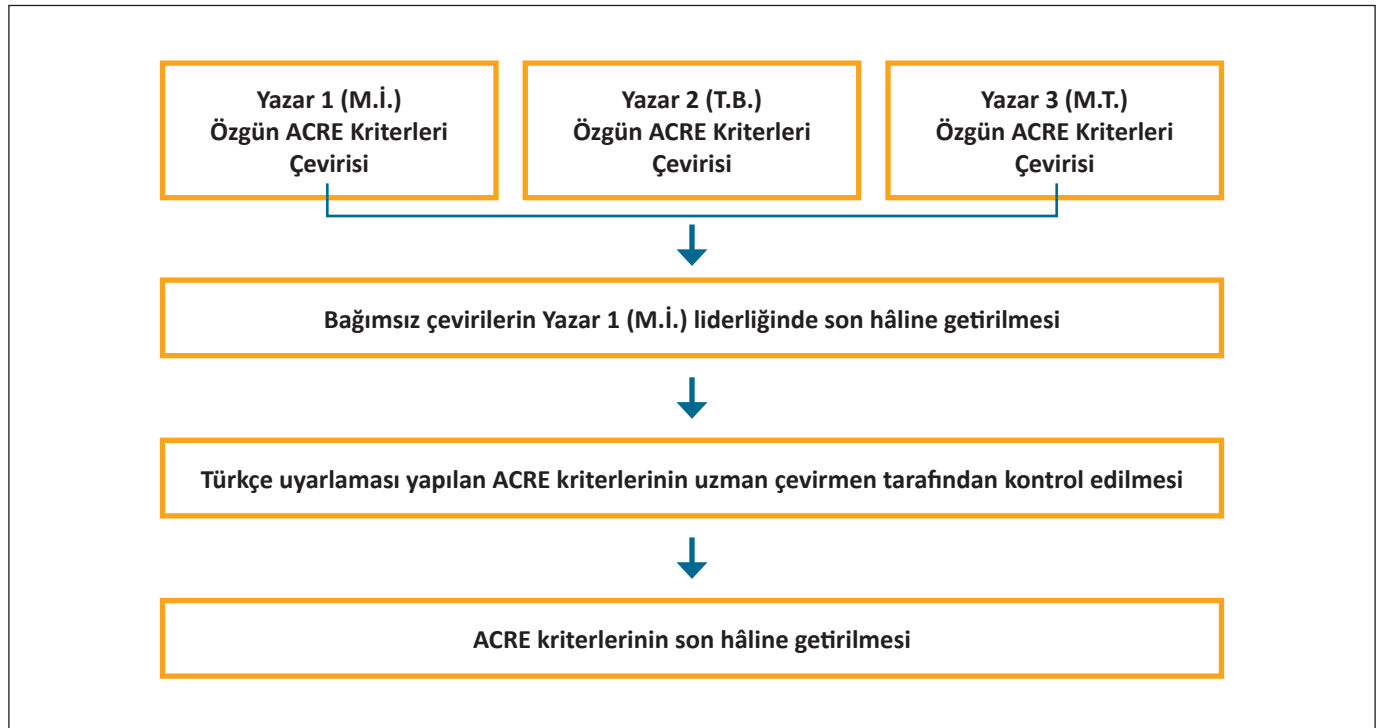 Yazar 1 (M.İ.)
Özgün ACRE Kriterleri
Çevirisi
Yazar 2 (T.B.)
Özgün ACRE Kriterleri
Çevirisi
Yazar 3 (M.T.)
Özgün ACRE Kriterleri
Çevirisi
Bağımsız çevirilerin Yazar 1 (M.İ.) liderliğinde son hâline getirilmesi
Türkçe uyarlaması yapılan ACRE kriterlerinin uzman çevirmen tarafından kontrol edilmesi
ACRE kriterlerinin son hâline getirilmesi